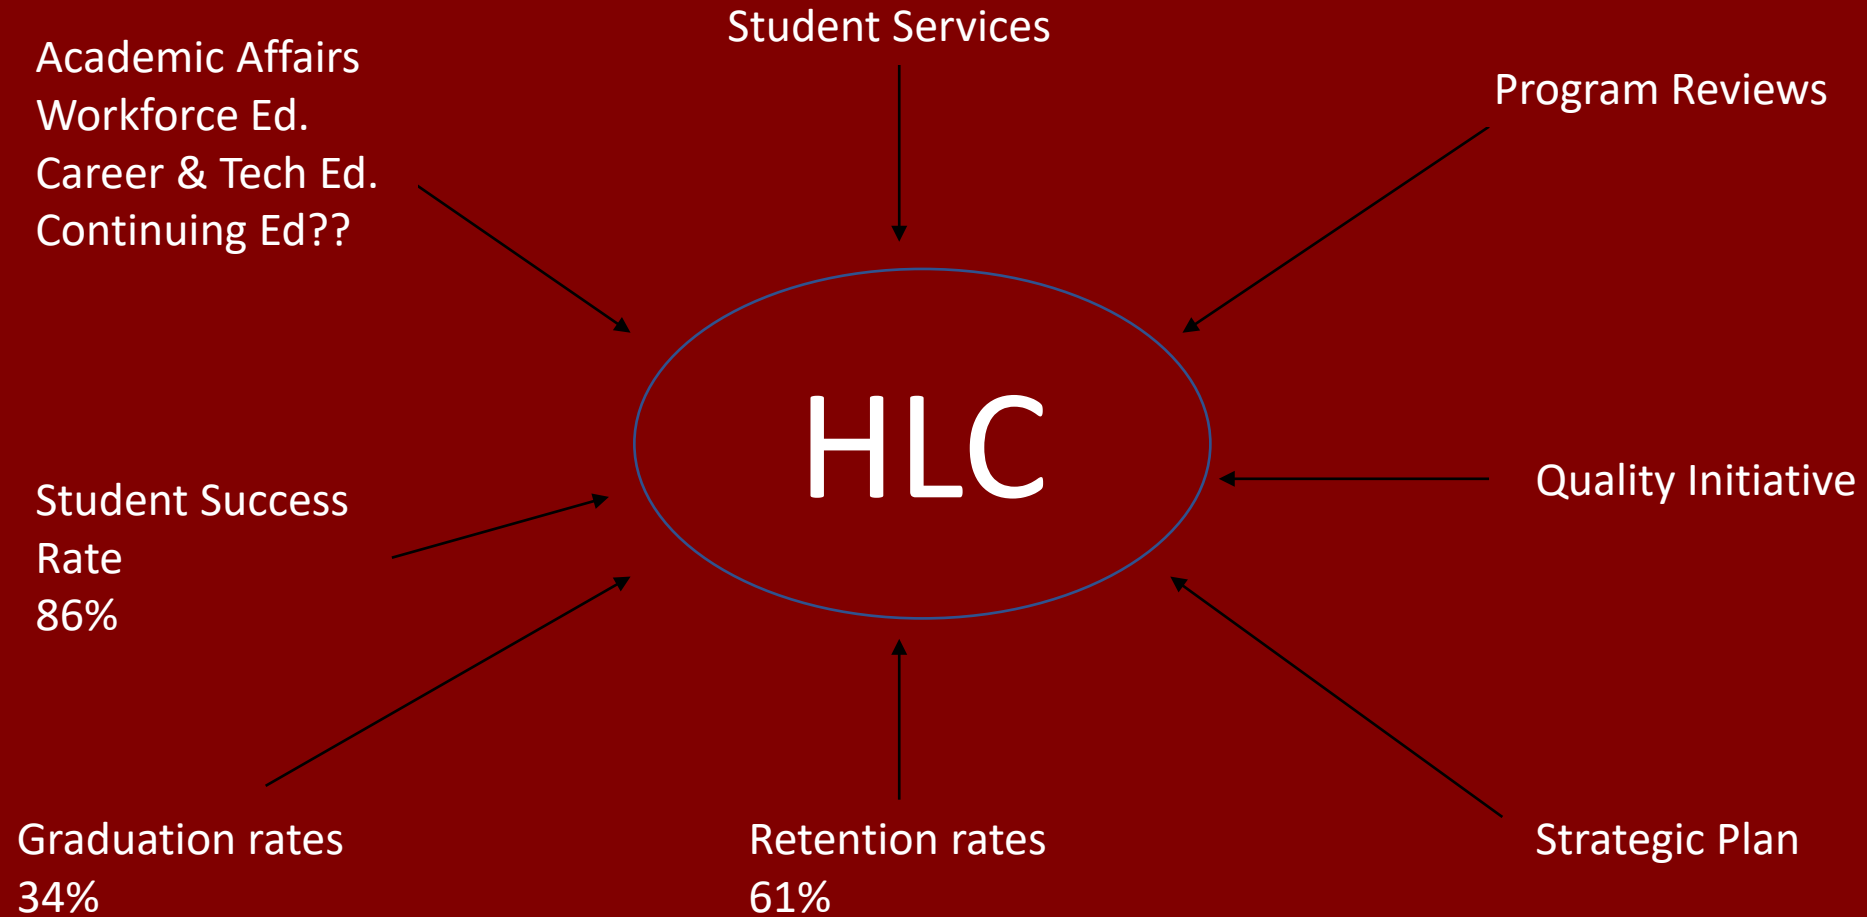 Student Services
Academic Affairs
Workforce Ed.
Career & Tech Ed.
Continuing Ed??
Program Reviews
HLC
Student Success
Rate
86%
Quality Initiative
Graduation rates
34%
Retention rates
61%
Strategic Plan